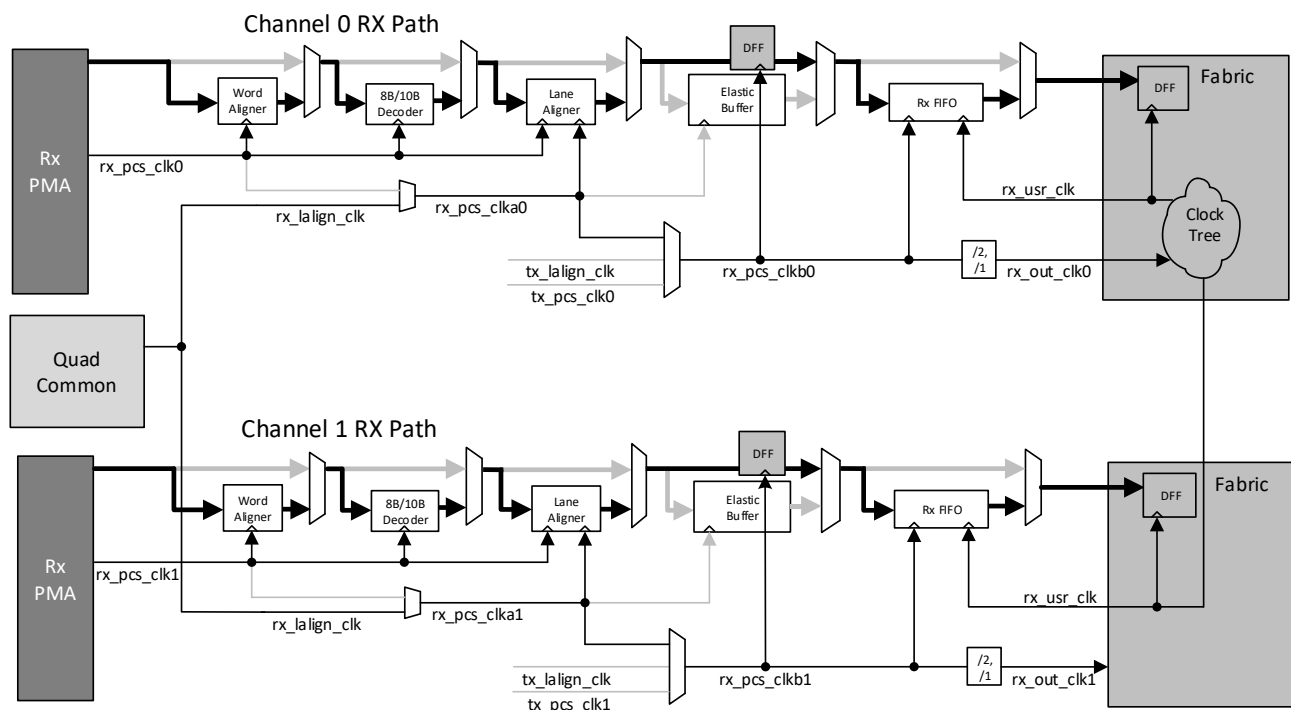 Channel 0 RX Path
Rx
PMA
Word
Aligner
8B/10B
Decoder
Lane
Aligner
DFF
Elastic
Buffer
Rx FIFO
Fabric
DFF
rx_pcs_clk0
rx_lalign_clk
rx_pcs_clka0
rx_usr_clk
Clock
Tree
tx_lalign_clk
tx_pcs_clk0
rx_pcs_clkb0
/2,
/1
rx_out_clk0
Quad
Common
Channel 1 RX Path
Rx
PMA
Word
Aligner
8B/10B
Decoder
Lane
Aligner
DFF
Elastic
Buffer
Rx FIFO
Fabric
DFF
rx_pcs_clk1
rx_lalign_clk
rx_pcs_clka1
rx_usr_clk
tx_lalign_clk
tx_pcs_clk1
rx_pcs_clkb1
/2,
/1
rx_out_clk1